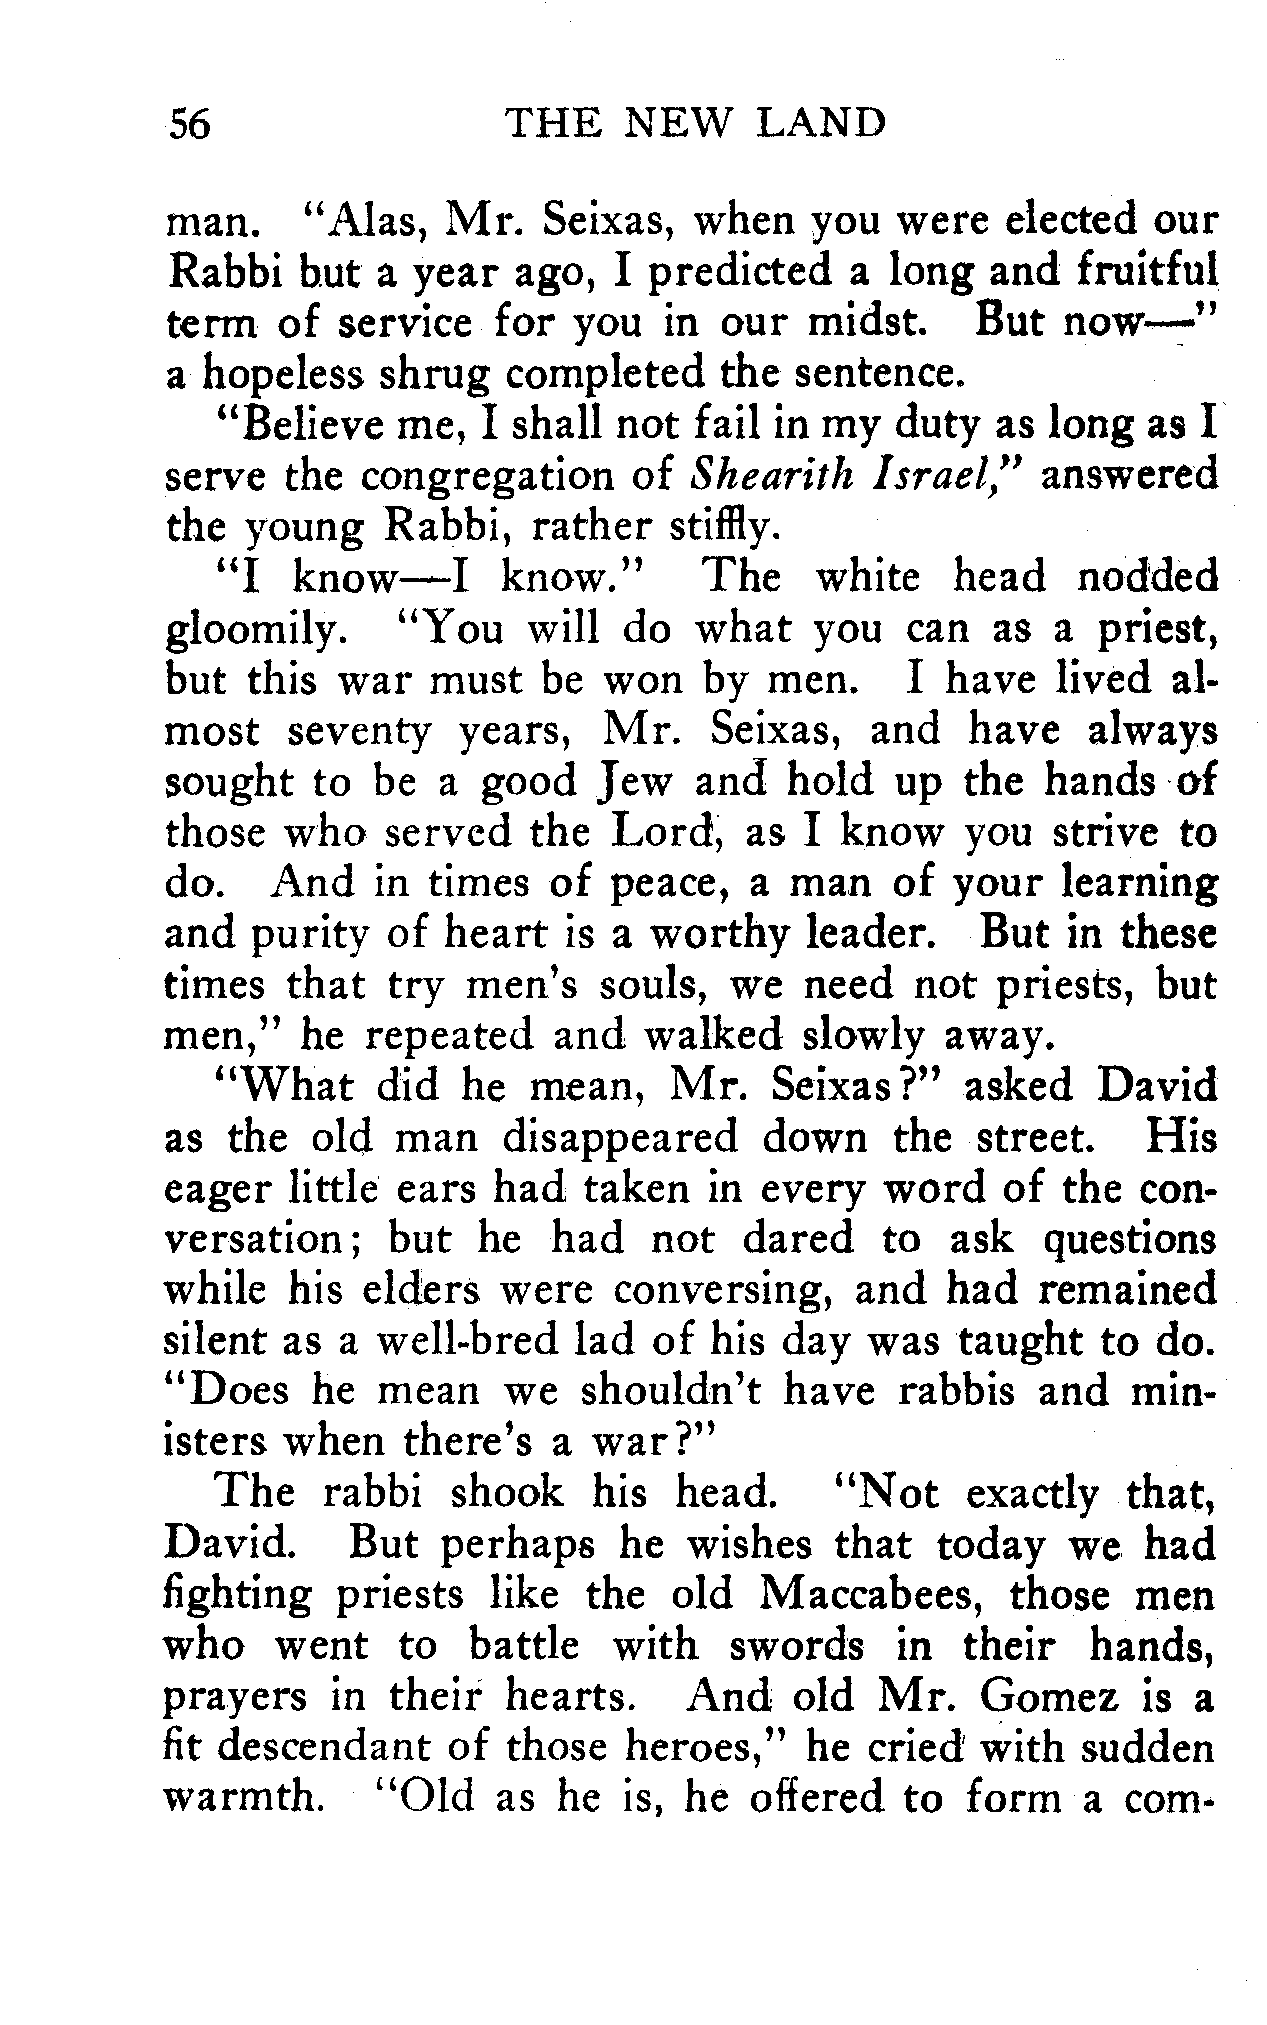 56 THE NEW LAND
man. "Alas, Mr. Seixas, when you were elected our
Rabbi but a year ago, I predicted a long and fruitful
term of service for you in our midst. But now—"
a hopeless shrug completed the sentence.
"Believe me, I shall not fail in my duty as long as I
serve the congregation of Shearith Israel," answered
the young Rabbi, rather stiffly.
"I know—I know." The white head nodded
gloomily. "You will do what you can as a priest,
but this war must be won by men. I have lived al-
most seventy years, Mr. Seixas, and have always
sought to be a good Jew and hold up the hands of
those who served the Lord, as I know you strive to
do. And in times of peace, a man of your learning
and purity of heart is a worthy leader. But in these
times that try men's souls, we need not priests, but
men," he repeated and walked slowly away.
"What did he mean, Mr. Seixas?" asked David
as the old man disappeared down the street. His
eager little ears had taken in every word of the con-
versation; but he had not dared to ask questions
while his elders were conversing, and had remained
silent as a well-bred lad of his day was taught to do.
"Does he mean we shouldn't have rabbis and min-
isters when there's a war?"
The rabbi shook his head. "Not exactly that,
David. But perhaps he wishes that today we had
fighting priests like the old Maccabees, those men
who went to battle with swords in their hands,
prayers in their hearts. And old Mr. Gomez is a
fit descendant of those heroes," he cried with sudden
warmth. "Old as he is, he offered to form a com-